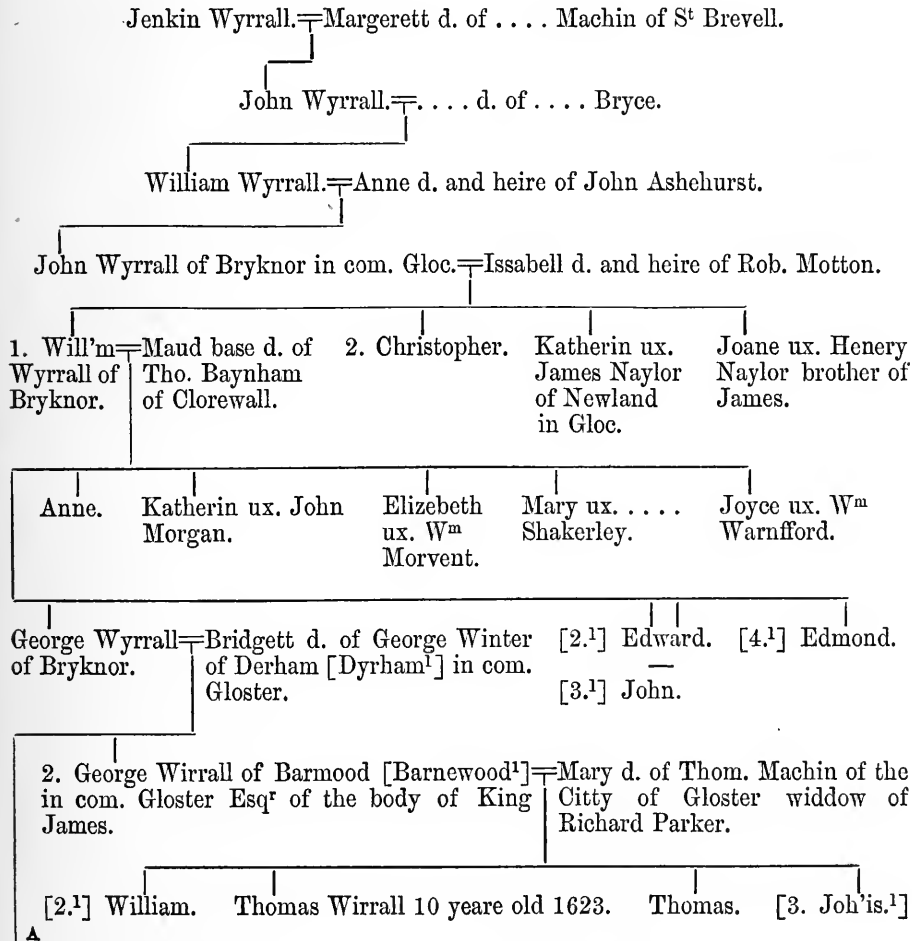 Jenkin Wyrrall.=Margerett d. of . . . . Machin of Sᵗ Brevell.
John Wyrrall.=. . . . d. of . . . . Bryce.
William Wyrrall.=Anne d. and heire of John Ashehurst.
John Wyrrall of Bryknor in com. Gloc.=Issabell d. and heire of Rob. Motton.
1. Will'm=Maud base d. of
Wyrrall of Tho. Baynham
Bryknor. of Clorewall.
2. Christopher.
Katherin ux.
James Naylor
of Newland
in Gloc.
Joane ux. Henery
Naylor brother of
James.
Anne.
Katherin ux. John
Morgan.
Elizebeth
ux. Wᵐ
Morvent.
Mary ux. . . . .
Shakerley.
Joyce ux. Wᵐ
Warnfford.
George Wyrrall=Bridgett d. of George Winter
of Bryknor. of Derham [Dyrham¹] in com.
Gloster.
[2.¹] Edward.
[3.¹] John.
[4.¹] Edmond.
2. George Wirrall of Barmood [Barnewood¹]=Mary d. of Thom. Machin of the
in com. Gloster Esqʳ of the body of King Citty of Gloster widdow of
James. Richard Parker.
[2.¹] William. Thomas Wirrall 10 yeare old 1623. Thomas. [3. Joh'is.¹]
A